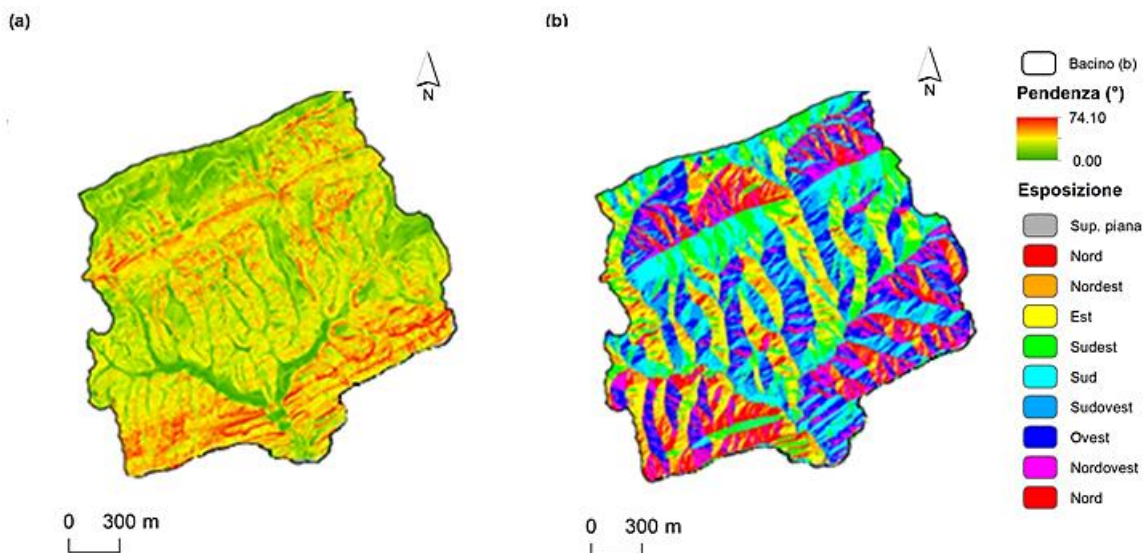 (a)
N
0 300 m
(b)
N
0 300 m
Bacino (b)
Pendenza (°)
74.10
0.00
Esposizione
Sup. piana
Nord
Nordest
Est
Sudest
Sud
Sudovest
Ovest
Nordovest
Nord